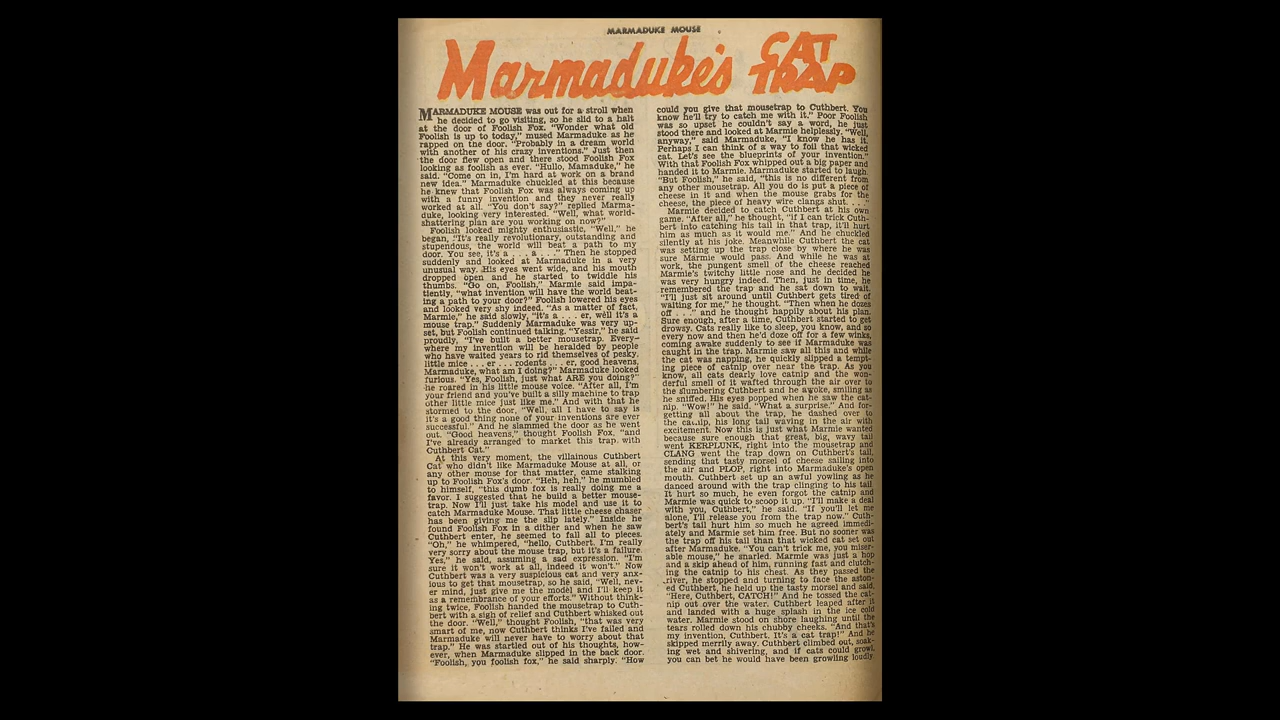 MARMADUKE MOUSE
Marmaduke's CAT TRAP
MARMADUKE MOUSE was out for a stroll when
he decided to go visiting, so he slid to a halt
at the door of Foolish Fox. "Wonder what old
Foolish is up to today," mused Marmaduke as he
rapped on the door. "Probably in a dream world
with another of his crazy inventions." Just then
the door flew open and there stood Foolish Fox
looking as foolish as ever. "Hullo, Mamaduke," he
said. "Come on in, I'm hard at work on a brand
new idea." Marmaduke chuckled at this because
he knew that Foolish Fox was always coming up
with a funny invention and they never really
worked at all. "You don't say?" replied Marma-
duke, looking very interested. "Well, what world-
shattering plan are you working on now?"
Foolish looked mighty enthusiastic, "Well," he
began, "It's really revolutionary, outstanding and
stupendous, the world will beat a path to my
door. You see, it's a . . . a . . ." Then he stopped
suddenly and looked at Marmaduke in a very
unusual way. His eyes went wide, and his mouth
dropped open and he started to twiddle his
thumbs. "Go on, Foolish," Marmie said impa-
tiently, "what invention will have the world beat-
ing a path to your door?" Foolish lowered his eyes
and looked very shy indeed. "As a matter of fact,
Marmie," he said slowly, "it's a . . . er, well it's a
mouse trap." Suddenly Marmaduke was very up-
set, but Foolish continued talking. "Yessir," he said
proudly, "I've built a better mousetrap. Every-
where my invention will be heralded by people
who have waited years to rid themselves of pesky,
little mice . . . er . . . rodents . . . er, good heavens,
Marmaduke, what am I doing?" Marmaduke looked
furious. "Yes, Foolish, just what ARE you doing?"
he roared in his little mouse voice. "After all, I'm
your friend and you've built a silly machine to trap
other little mice just like me." And with that he
stormed to the door, "Well, all I have to say is
it's a good thing none of your inventions are ever
successful." And he slammed the door as he went
out. "Good heavens," thought Foolish Fox, "and
I've already arranged to market this trap with
Cuthbert Cat."
At this very moment, the villainous Cuthbert
Cat who didn't like Marmaduke Mouse at all, or
any other mouse for that matter, came stalking
up to Foolish Fox's door. "Heh, heh," he mumbled
to himself, "this dumb fox is really doing me a
favor. I suggested that he build a better mouse-
trap. Now I'll just take his model and use it to
catch Marmaduke Mouse. That little cheese chaser
has been giving me the slip lately." Inside he
found Foolish Fox in a dither and when he saw
Cuthbert enter, he seemed to fall all to pieces.
"Oh," he whimpered, "hello, Cuthbert. I'm really
very sorry about the mouse trap, but it's a failure.
Yes," he said, assuming a sad expression. "I'm
sure it won't work at all, indeed it won't." Now
Cuthbert was a very suspicious cat and very anx-
ious to get that mousetrap, so he said, "Well, nev-
er mind, just give me the model and I'll keep it
as a remembrance of your efforts." Without think-
ing twice, Foolish handed the mousetrap to Cuth-
bert with a sigh of relief and Cuthbert whisked out
the door. "Well," thought Foolish, "that was very
smart of me, now Cuthbert thinks I've failed and
Marmaduke will never have to worry about that
trap." He was startled out of his thoughts, how-
ever, when Marmaduke slipped in the back door.
"Foolish, you foolish fox," he said sharply. "How
could you give that mousetrap to Cuthbert. You
know he'll try to catch me with it." Poor Foolish
was so upset he couldn't say a word, he just
stood there and looked at Marmie helplessly. "Well,
anyway," said Marmaduke, "I know he has it.
Perhaps I can think of a way to foil that wicked
cat. Let's see the blueprints of your invention."
With that Foolish Fox whipped out a big paper and
handed it to Marmie. Marmaduke started to laugh.
"But Foolish," he said, "this is no different from
any other mousetrap. All you do is put a piece of
cheese in it and when the mouse grabs for the
cheese, the piece of heavy wire clangs shut. . . ."
Marmie decided to catch Cuthbert at his own
game. "After all," he thought, "if I can trick Cuth-
bert into catching his tail in that trap, it'll hurt
him as much as it would me." And he chuckled
silently at his joke. Meanwhile Cuthbert the cat
was setting up the trap close by where he was
sure Marmie would pass. And while he was at
work, the pungent smell of the cheese reached
Marmie's twitchy little nose and he decided he
was very hungry indeed. Then, just in time, he
remembered the trap and he sat down to wait.
"I'll just sit around until Cuthbert gets tired of
waiting for me," he thought. "Then when he dozes
off . . ." and he thought happily about his plan.
Sure enough, after a time, Cuthbert started to get
drowsy. Cats really like to sleep, you know, and so
every now and then he'd doze off for a few winks,
coming awake suddenly to see if Marmaduke was
caught in the trap. Marmie saw all this and while
the cat was napping, he quickly slipped a tempt-
ing piece of catnip over near the trap. As you
know, all cats dearly love catnip and the won-
derful smell of it wafted through the air over to
the slumbering Cuthbert and he awoke, smiling as
he sniffed. His eyes popped when he saw the cat-
nip. "Wow!" he said. "What a surprise." And for-
getting all about the trap, he dashed over to
the catnip, his long tail waving in the air with
excitement. Now this is just what Marmie wanted
because sure enough that great, big, wavy tail
went KERPLUNK, right into the mousetrap and
CLANG went the trap down on Cuthbert's tail,
sending that tasty morsel of cheese sailing into
the air and PLOP, right into Marmaduke's open
mouth. Cuthbert set up an awful yowling as he
danced around with the trap clinging to his tail.
It hurt so much, he even forgot the catnip and
Marmie was quick to scoop it up. "I'll make a deal
with you, Cuthbert," he said. "If you'll let me
alone, I'll release you from the trap now." Cuth-
bert's tail hurt him so much he agreed immedi-
ately and Marmie set him free. But no sooner was
the trap off his tail than that wicked cat set out
after Marmaduke. "You can't trick me, you miser-
able mouse," he snarled. Marmie was just a hop
and a skip ahead of him, running fast and clutch-
ing the catnip to his chest. As they passed the
river, he stopped and turning to face the aston-
ed Cuthbert, he held up the tasty morsel and said,
"Here, Cuthbert, CATCH!" And he tossed the cat-
nip out over the water. Cuthbert leaped after it
and landed with a huge splash in the ice cold
water. Marmie stood on shore laughing until the
tears rolled down his chubby cheeks. "And that's
my invention, Cuthbert. It's a cat trap!" And he
skipped merrily away. Cuthbert climbed out, soak-
ing wet and shivering, and if cats could growl,
you can bet he would have been growling loudly.